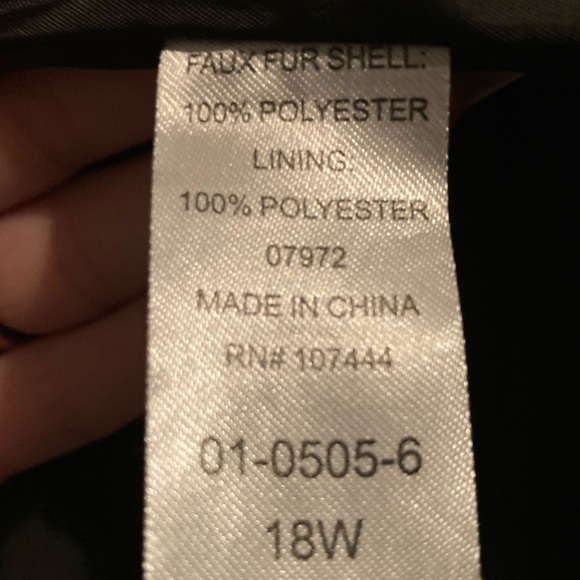 FAUX FUR SHELL:
100% POLYESTER
LINING:
100% POLYESTER
07972
MADE IN CHINA
RN# 107444
01-0505-6
18W